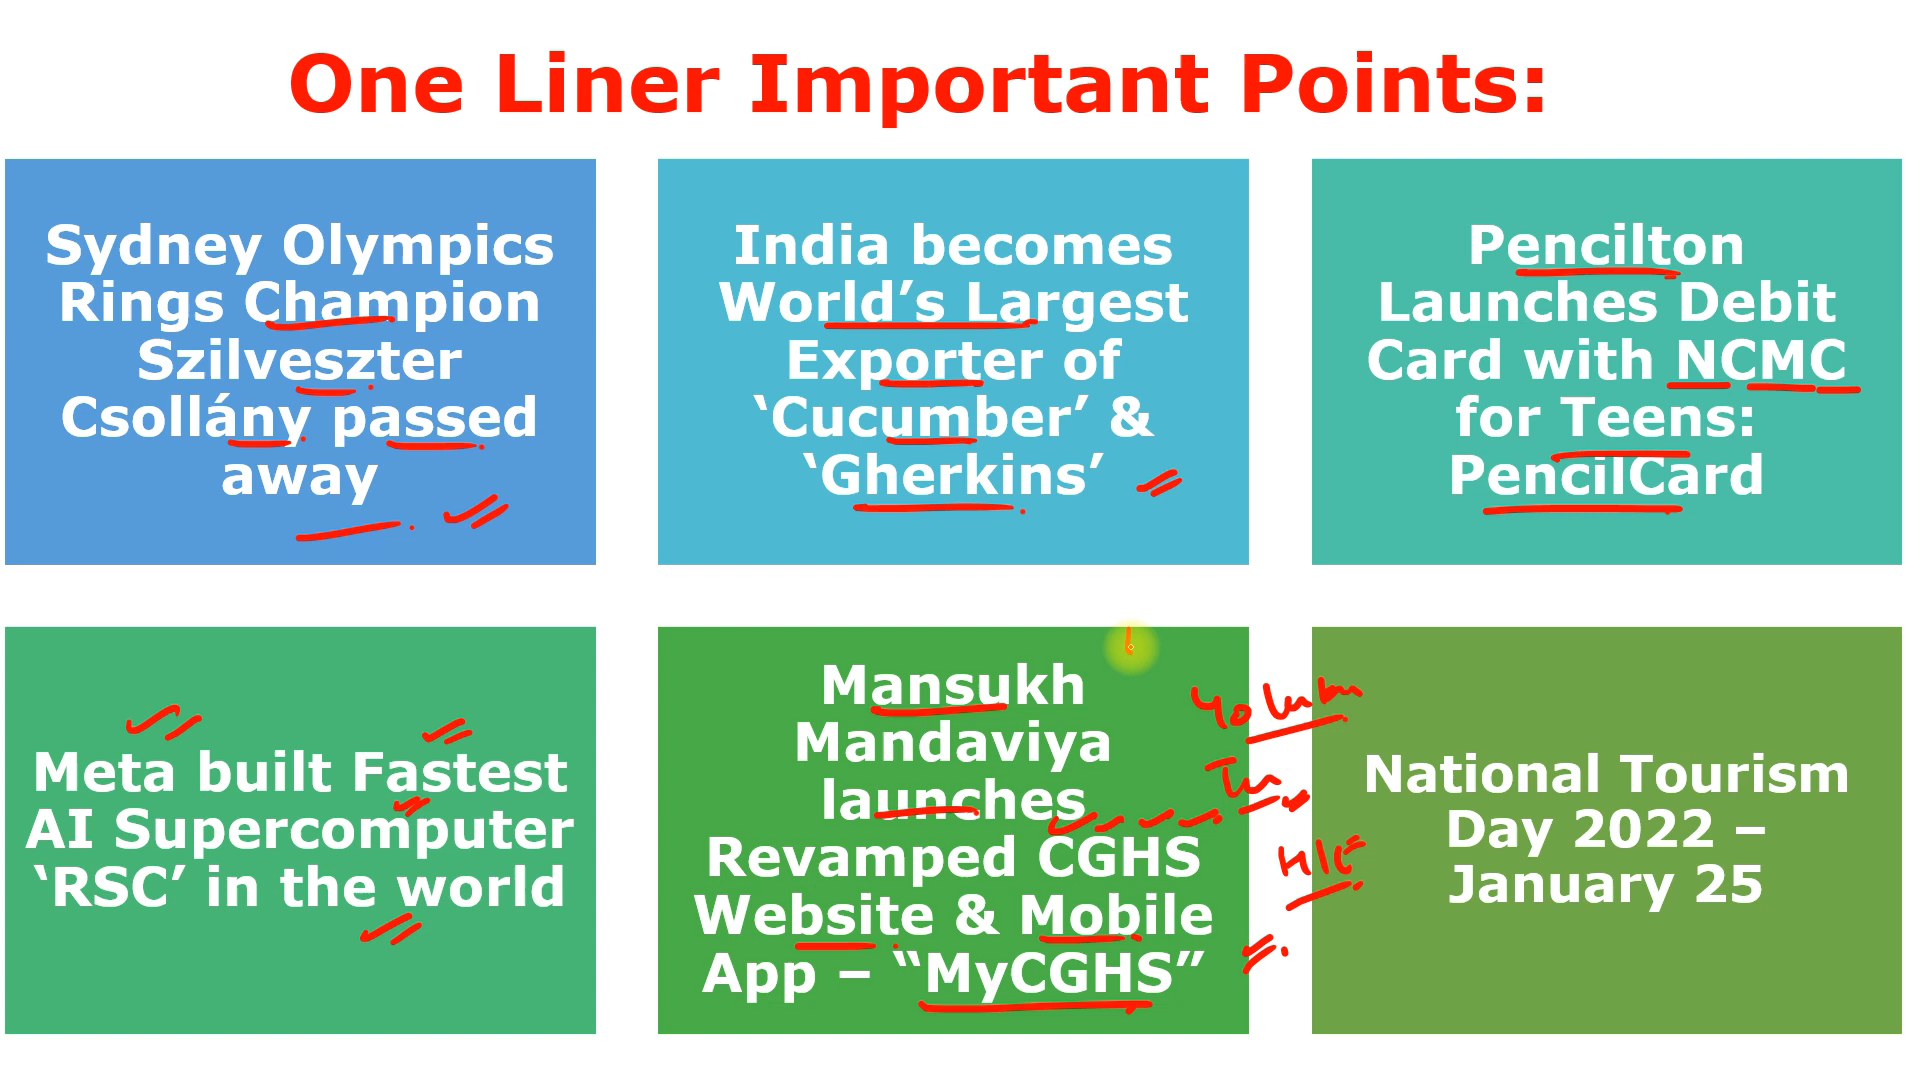 One Liner Important Points:
Sydney Olympics
Rings Champion
Szilveszter
Csollány passed
away
India becomes
World’s Largest
Exporter of
‘Cucumber’ &
‘Gherkins’
Pencilton
Launches Debit
Card with NCMC
for Teens:
PencilCard
Meta built Fastest
AI Supercomputer
‘RSC’ in the world
Mansukh
Mandaviya
launches
Revamped CGHS
Website & Mobile
App – “MyCGHS”
National Tourism
Day 2022 –
January 25